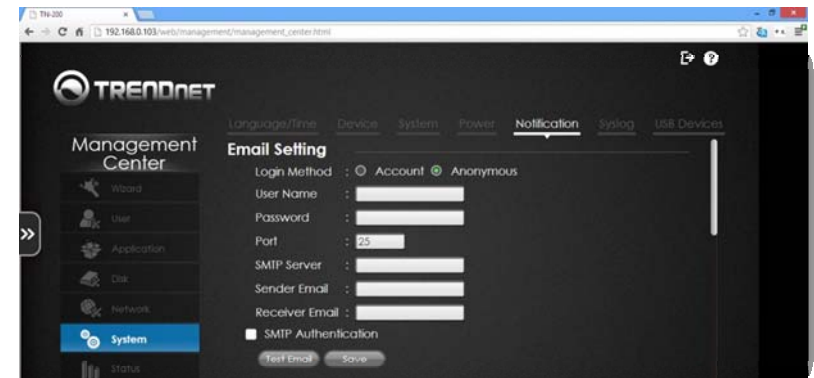 TN-200
192.168.0.103/web/management/management_center.html
TRENDnet
Language/Time Device System Power Notification Syslog USB Devices
Management
Center
Email Setting
Login Method : Account Anonymous
Wizard
User Name :
User
Password :
Port : 25
Application
SMTP Server :
Disk
Sender Email :
Network
Receiver Email :
System
SMTP Authentication
Test Email Save
Status